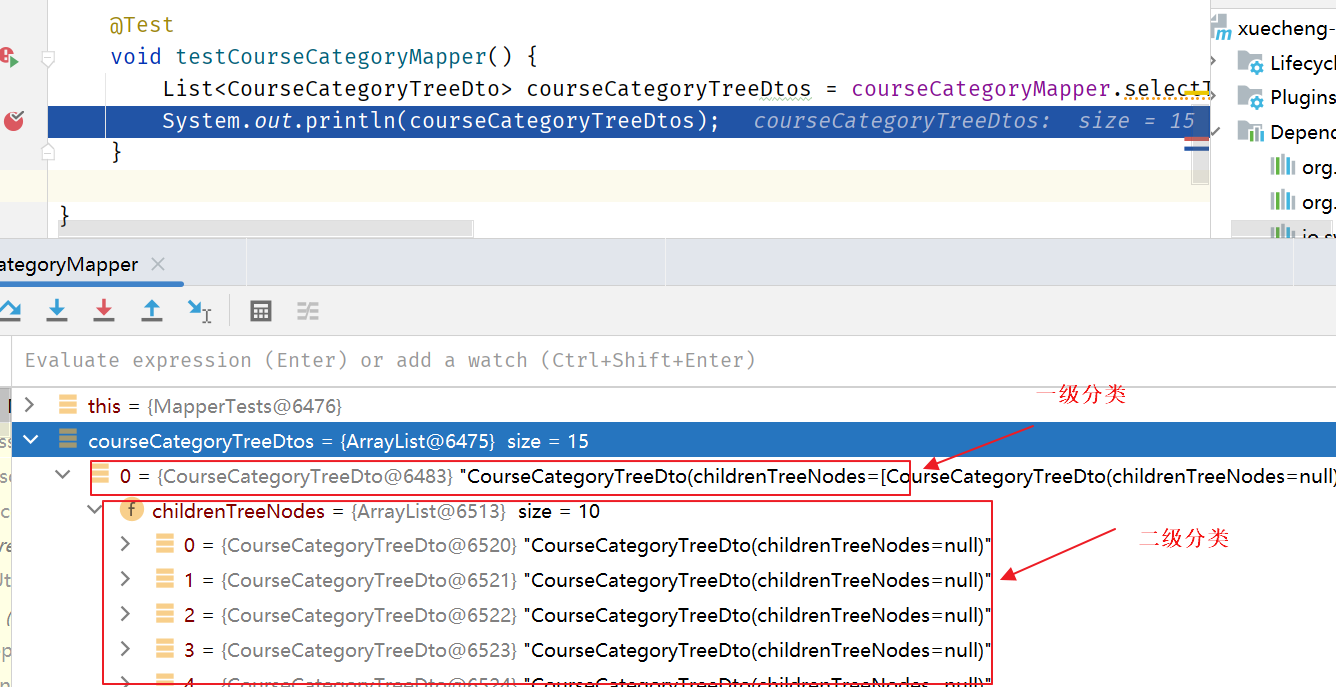 @Test
void testCourseCategoryMapper() {
List<CourseCategoryTreeDto> courseCategoryTreeDtos = courseCategoryMapper.selectT
System.out.println(courseCategoryTreeDtos); courseCategoryTreeDtos: size = 15
}
}
xuecheng-
Lifecycl
Plugins
Depend
org.
org.
io.sw
ategoryMapper
Evaluate expression (Enter) or add a watch (Ctrl+Shift+Enter)
一级分类
this = {MapperTests@6476}
courseCategoryTreeDtos = {ArrayList@6475} size = 15
0 = {CourseCategoryTreeDto@6483} "CourseCategoryTreeDto(childrenTreeNodes=[CourseCategoryTreeDto(childrenTreeNodes=null)
childrenTreeNodes = {ArrayList@6513} size = 10
二级分类
0 = {CourseCategoryTreeDto@6520} "CourseCategoryTreeDto(childrenTreeNodes=null)"
1 = {CourseCategoryTreeDto@6521} "CourseCategoryTreeDto(childrenTreeNodes=null)"
2 = {CourseCategoryTreeDto@6522} "CourseCategoryTreeDto(childrenTreeNodes=null)"
3 = {CourseCategoryTreeDto@6523} "CourseCategoryTreeDto(childrenTreeNodes=null)"
4 = {CourseCategoryTreeDto@6524} "CourseCategoryTreeDto(childrenTreeNodes=null)"